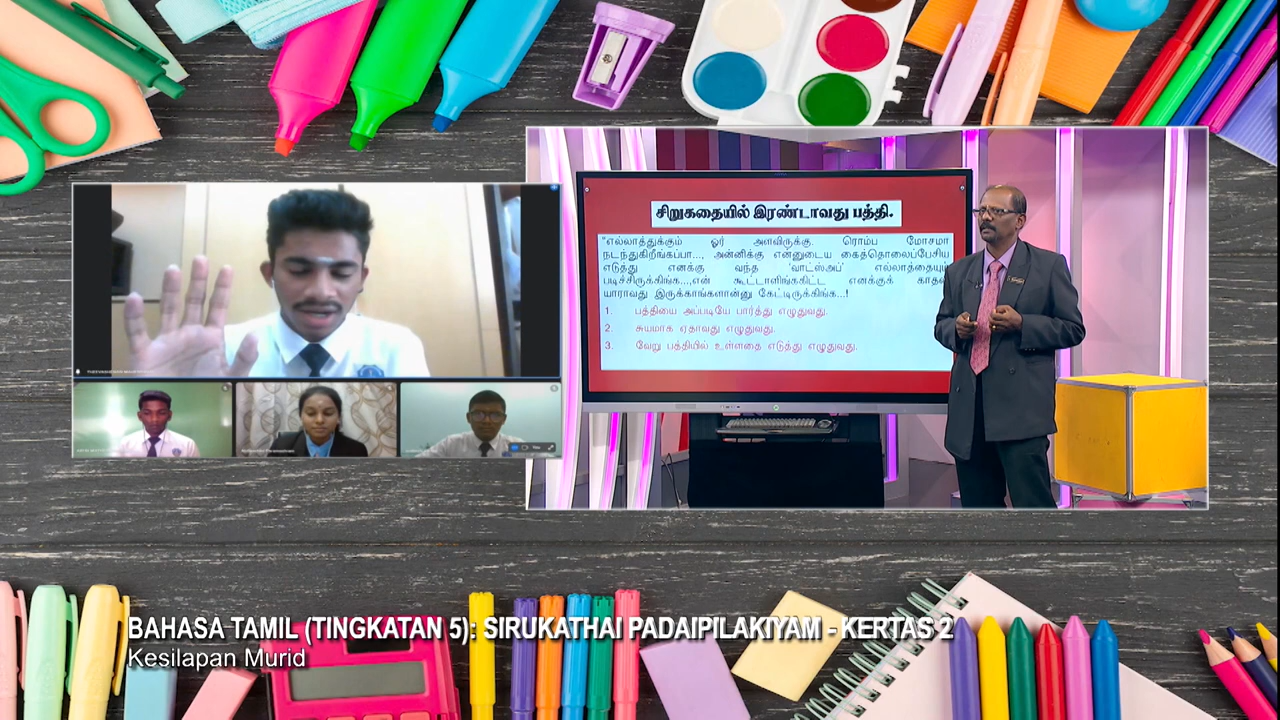 சிறுகதையில் இரண்டாவது பத்தி.
"எல்லாத்துக்கும் ஓர் அளவிருக்கு. ரொம்ப மோசமா
நடந்துகிறீங்கப்பா..., அன்னிக்கு என்னுடைய கைத்தொலைப்பேசிய
எடுத்து எனக்கு வந்த 'வாட்ஸ்அப்' எல்லாத்தையும்
படிச்சிருக்கிங்க...,என் கூட்டாளிங்ககிட்ட எனக்குக் காதல்
யாராவது இருக்காங்களான்னு கேட்டிருக்கிங்க...!
1. பத்தியை அப்படியே பார்த்து எழுதுவது.
2. சுயமாக ஏதாவது எழுதுவது.
3. வேறு பத்தியில் உள்ளதை எடுத்து எழுதுவது.
BAHASA TAMIL (TINGKATAN 5): SIRUKATHAI PADAIPILAKIYAM - KERTAS 2
Kesilapan Murid